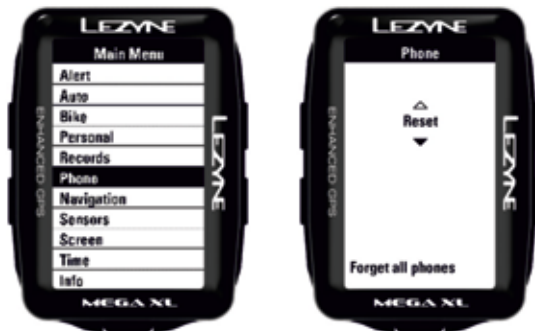 LEZYNE
Main Menu
Alert
Auto
Bike
Personal
Records
Phone
Navigation
Sensors
Screen
Time
Info
MEGA XL
ENHANCED GPS
LEZYNE
LEZYNE
Phone
Reset
Forget all phones
MEGA XL
ENHANCED GPS
LEZYNE